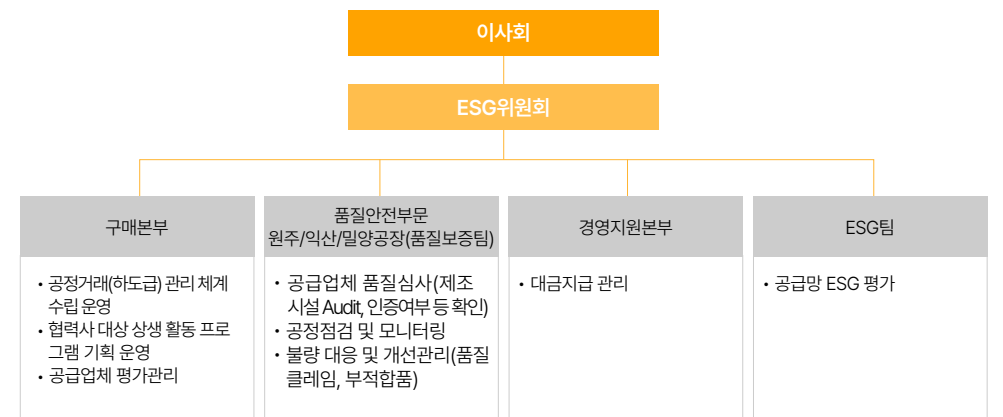 이사회
ESG위원회
구매본부
품질안전부문
원주/익산/밀양공장(품질보증팀)
경영지원본부
ESG팀
• 공정거래(하도급) 관리 체계
수립 운영
• 협력사 대상 상생 활동 프로
그램 기획 운영
• 공급업체 평가관리
• 공급업체 품질심사(제조
시설 Audit, 인증여부 등 확인)
• 공정점검 및 모니터링
• 불량 대응 및 개선관리(품질
클레임, 부적합품)
• 대금지급 관리
• 공급망 ESG 평가